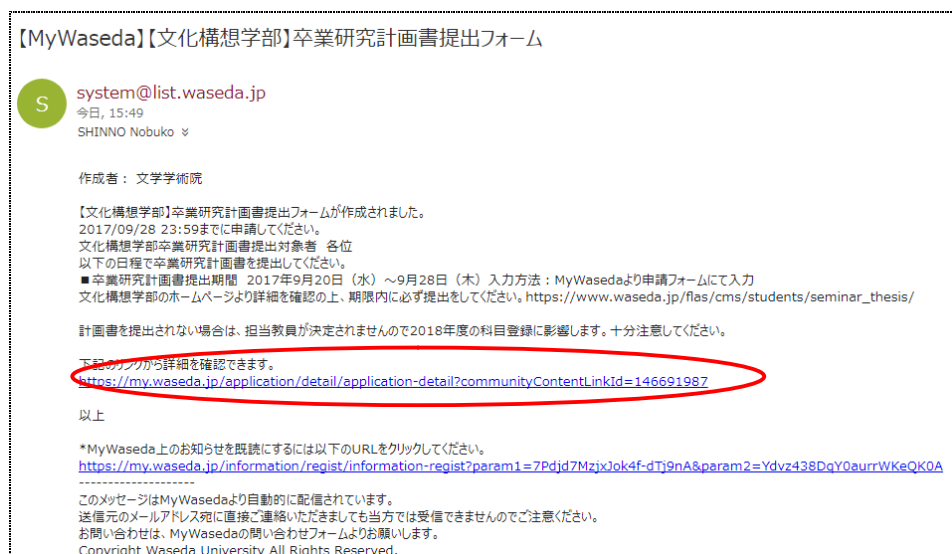 【MyWaseda】【文化構想学部】卒業研究計画書提出フォーム
S
system@list.waseda.jp
今日, 15:49
SHINNO Nobuko
作成者： 文学学術院
【文化構想学部】卒業研究計画書提出フォームが作成されました。
2017/09/28 23:59までに申請してください。
文化構想学部卒業研究計画書提出対象者 各位
以下の日程で卒業研究計画書を提出してください。
■卒業研究計画書提出期間 2017年9月20日（水）～9月28日（木）入力方法：MyWasedaより申請フォームにて入力
文化構想学部のホームページより詳細を確認の上、期限内に必ず提出をしてください。https://www.waseda.jp/flas/cms/students/seminar_thesis/
計画書を提出されない場合は、担当教員が決定されませんので2018年度の科目登録に影響します。十分注意してください。
下記のリンクから詳細を確認できます。
https://my.waseda.jp/application/detail/application-detail?communityContentLinkId=146691987
以上
*MyWaseda上のお知らせを既読にするには以下のURLをクリックしてください。
https://my.waseda.jp/information/regist/information-regist?param1=7Pdjd7MzjxJok4f-dTj9nA&param2=Ydvz438DqY0aurrWKeQK0A
-------------------
このメッセージはMyWasedaより自動的に配信されています。
送信元のメールアドレス宛に直接ご連絡いただきましても当方では受信できませんのでご注意ください。
お問い合わせは、MyWasedaの問い合わせフォームよりお願いします。
Copyright Waseda University All Rights Reserved.